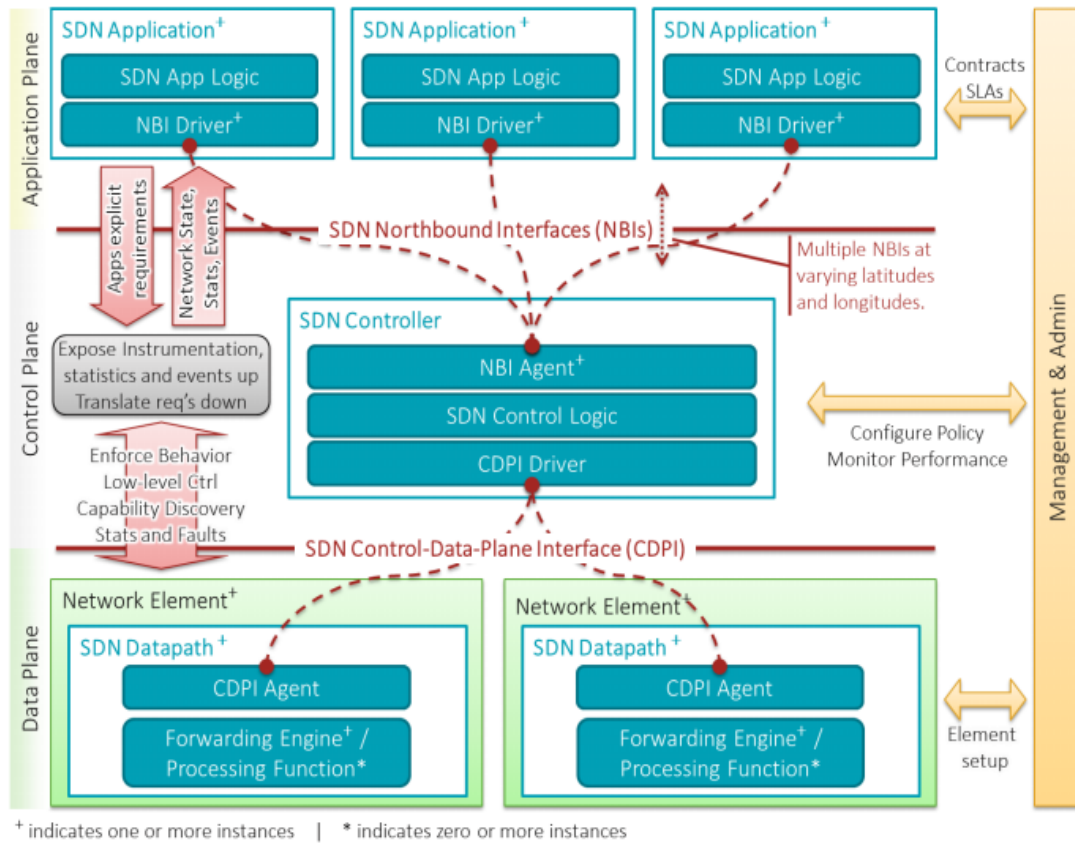 Application Plane
SDN Application+
SDN App Logic
NBI Driver+
SDN Application+
SDN App Logic
NBI Driver+
SDN Application+
SDN App Logic
NBI Driver+
Contracts
SLAs
Apps explicit
requirements
Network State,
Stats, Events
SDN Northbound Interfaces (NBIs)
Multiple NBIs at
varying latitudes
and longitudes.
Control Plane
Expose Instrumentation,
statistics and events up
Translate req's down
SDN Controller
NBI Agent+
SDN Control Logic
CDPI Driver
Configure Policy
Monitor Performance
Management & Admin
Enforce Behavior
Low-level Ctrl
Capability Discovery
Stats and Faults
SDN Control-Data-Plane Interface (CDPI)
Data Plane
Network Element+
SDN Datapath+
CDPI Agent
Forwarding Engine+ /
Processing Function*
Network Element+
SDN Datapath+
CDPI Agent
Forwarding Engine+ /
Processing Function*
Element
setup
+ indicates one or more instances | * indicates zero or more instances